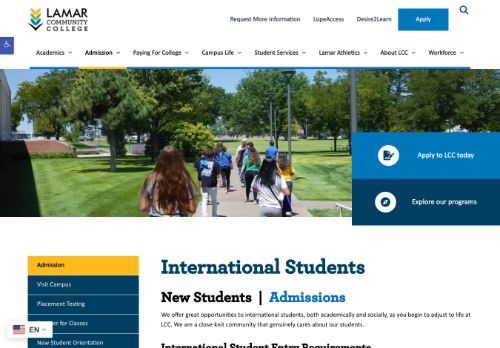 LAMAR
COMMUNITY
COLLEGE
Request More Information LopeAccess Desire2Learn Apply
Academics Admission Paying For College Campus Life Student Services Lamar Athletics About LCC Workforce
Apply to LCC today
Explore our programs
Admission
Visit Campus
Placement Testing
for Classes
New Student Orientation
EN
International Students
New Students | Admissions
We offer great opportunities to international students, both academically and socially, as you begin to adjust to life at
LCC. We are a close-knit community that genuinely cares about our students.
International Student Entry Requirements